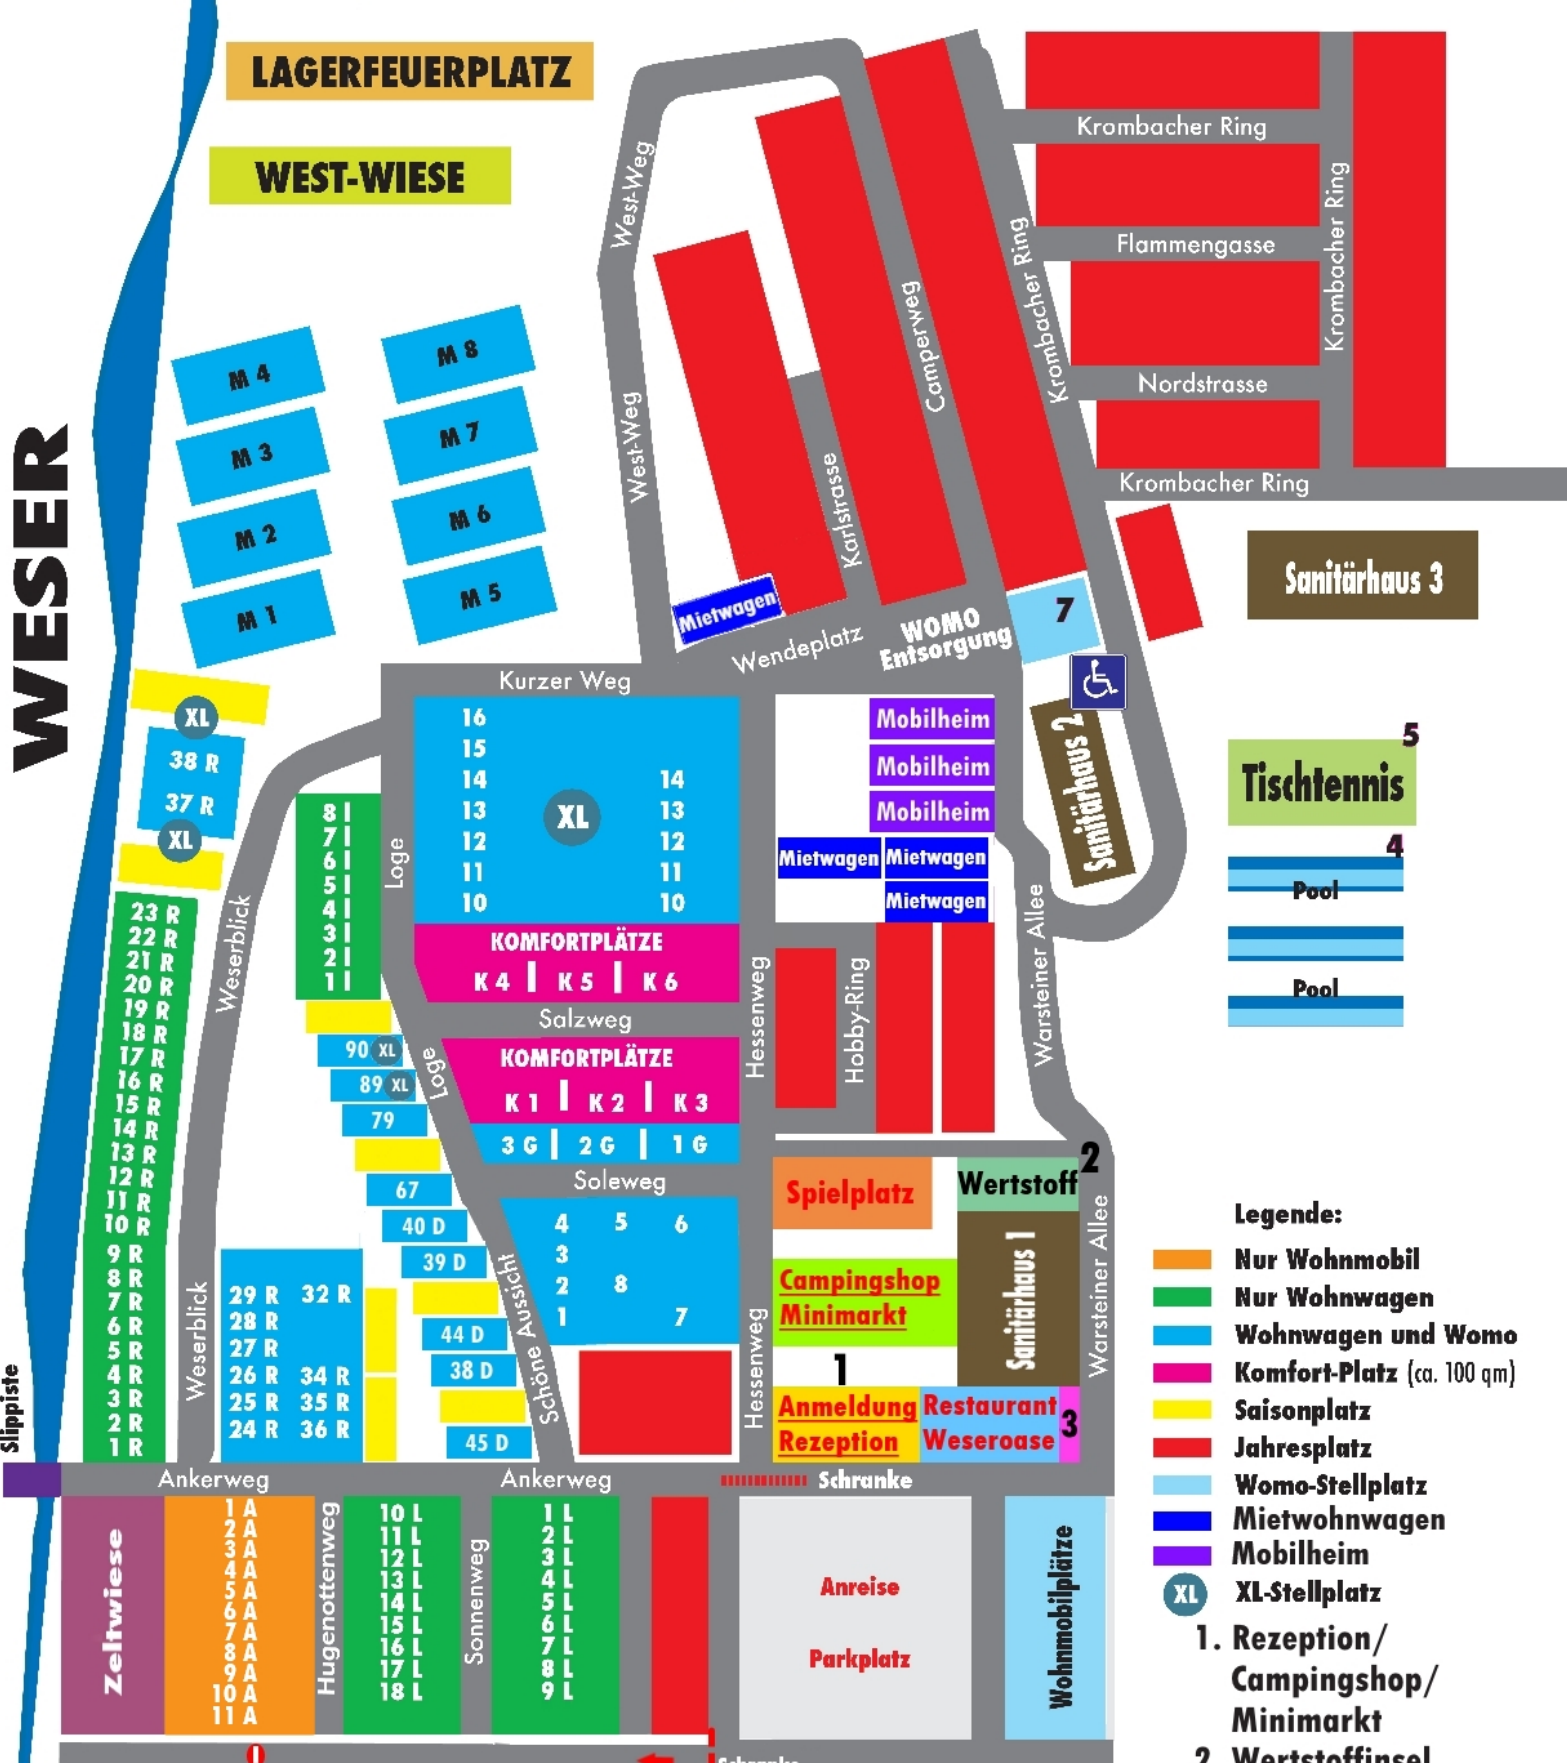 LAGERFEUERPLATZ
WEST-WIESE
WESER
West-Weg
West-Weg
Camperweg
Karlstrasse
Krombacher Ring
Krombacher Ring
Krombacher Ring
Flammengasse
Krombacher Ring
Nordstrasse
Krombacher Ring
Krombacher Ring
M 4
M 3
M 2
M 1
M 8
M 7
M 6
M 5
Mietwagen
Wendeplatz
WOMO
Entsorgung
7
Sanitärhaus 3
Sanitärhaus 2
Kurzer Weg
XL
38 R
37 R
XL
16
15
14
13
12
11
10
XL
14
13
12
11
10
Mobilheim
Mobilheim
Mobilheim
Mietwagen
Mietwagen
Mietwagen
5
Tischtennis
4
Pool
Pool
8 I
7 I
6 I
5 I
4 I
3 I
2 I
1 I
Loge
Weserblick
KOMFORTPLÄTZE
K 4 | K 5 | K 6
Salzweg
KOMFORTPLÄTZE
K 1 | K 2 | K 3
3 G | 2 G | 1 G
Soleweg
Loge
Hessenweg
Hobby-Ring
Warsteiner Allee
23 R
22 R
21 R
20 R
19 R
18 R
17 R
16 R
15 R
14 R
13 R
12 R
11 R
10 R
9 R
8 R
7 R
6 R
5 R
4 R
3 R
2 R
1 R
90 XL
89 XL
79
67
40 D
39 D
44 D
38 D
45 D
4 5 6
3
2 8
1 7
Schöne Aussicht
Weserblick
29 R 32 R
28 R
27 R
26 R 34 R
25 R 35 R
24 R 36 R
Spielplatz
Wertstoff
2
Campingshop
Minimarkt
Sanitärhaus 1
Warsteiner Allee
Hessenweg
1
Anmeldung
Rezeption
Restaurant
Weseroase
3
Slippiste
Ankerweg
Ankerweg
Schranke
Zeltwiese
1 A
2 A
3 A
4 A
5 A
6 A
7 A
8 A
9 A
10 A
11 A
Hugenottenweg
10 L
11 L
12 L
13 L
14 L
15 L
16 L
17 L
18 L
Sonnenweg
1 L
2 L
3 L
4 L
5 L
6 L
7 L
8 L
9 L
Anreise
Parkplatz
Wohnmobilplätze
Schranke
Legende:
Nur Wohnmobil
Nur Wohnwagen
Wohnwagen und Womo
Komfort-Platz (ca. 100 qm)
Saisonplatz
Jahresplatz
Womo-Stellplatz
Mietwohnwagen
Mobilheim
XL XL-Stellplatz
1. Rezeption/
Campingshop/
Minimarkt
2. Wertstoffinsel